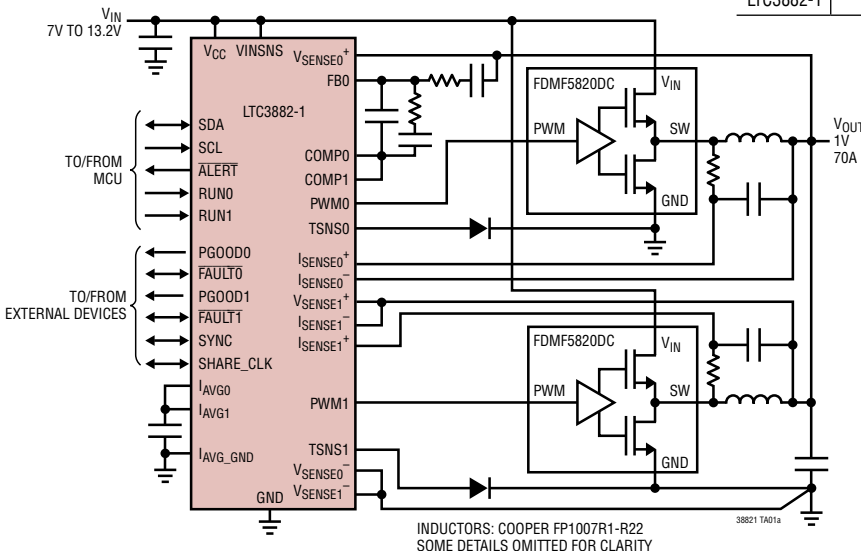 LTC3882-1
VIN
7V TO 13.2V
VCC
VINSNS
VSENSE0+
FB0
LTC3882-1
SDA
SCL
ALERT
RUN0
RUN1
TO/FROM
MCU
COMP0
COMP1
PWM0
TSNS0
PGOOD0
FAULT0
PGOOD1
FAULT1
SYNC
SHARE_CLK
TO/FROM
EXTERNAL DEVICES
ISENSE0+
ISENSE0–
VSENSE1+
ISENSE1–
ISENSE1+
IAVG0
IAVG1
IAVG_GND
PWM1
TSNS1
VSENSE0–
VSENSE1–
GND
FDMF5820DC
VIN
PWM
SW
GND
VOUT
1V
70A
FDMF5820DC
VIN
PWM
SW
GND
38821 TA01a
INDUCTORS: COOPER FP1007R1-R22
SOME DETAILS OMITTED FOR CLARITY